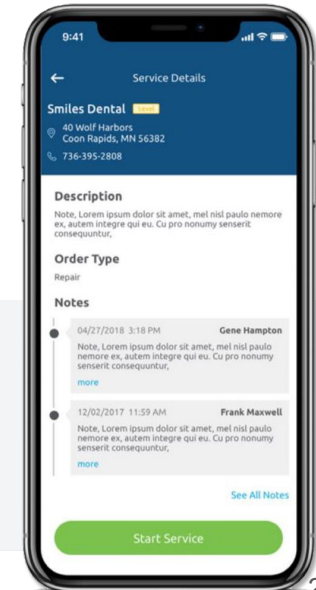 9:41
Service Details
Smiles Dental Level
40 Wolf Harbors
Coon Rapids, MN 56382
736-395-2808
Description
Note, Lorem ipsum dolor sit amet, mel nisl paulo nemore
ex, autem integre qui eu. Cu pro nonumy senserit
consequuntur,
Order Type
Repair
Notes
04/27/2018 3:18 PM Gene Hampton
Note, Lorem ipsum dolor sit amet, mel nisl paulo
nemore ex, autem integre qui eu. Cu pro nonumy
senserit consequuntur,
more
12/02/2017 11:59 AM Frank Maxwell
Note, Lorem ipsum dolor sit amet, mel nisl paulo
nemore ex, autem integre qui eu. Cu pro nonumy
senserit consequuntur,
more
See All Notes
Start Service